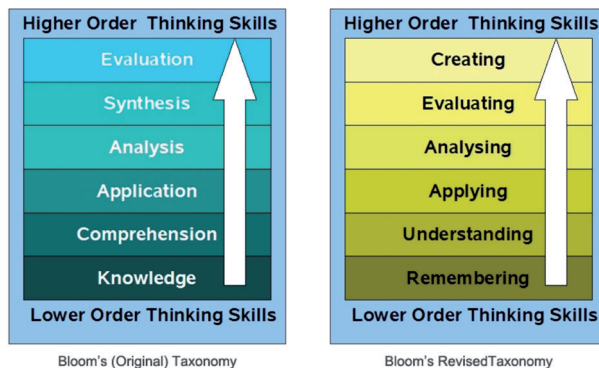 Higher Order Thinking Skills
Evaluation
Synthesis
Analysis
Application
Comprehension
Knowledge
Lower Order Thinking Skills
Bloom's (Original) Taxonomy
Higher Order Thinking Skills
Creating
Evaluating
Analysing
Applying
Understanding
Remembering
Lower Order Thinking Skills
Bloom's RevisedTaxonomy